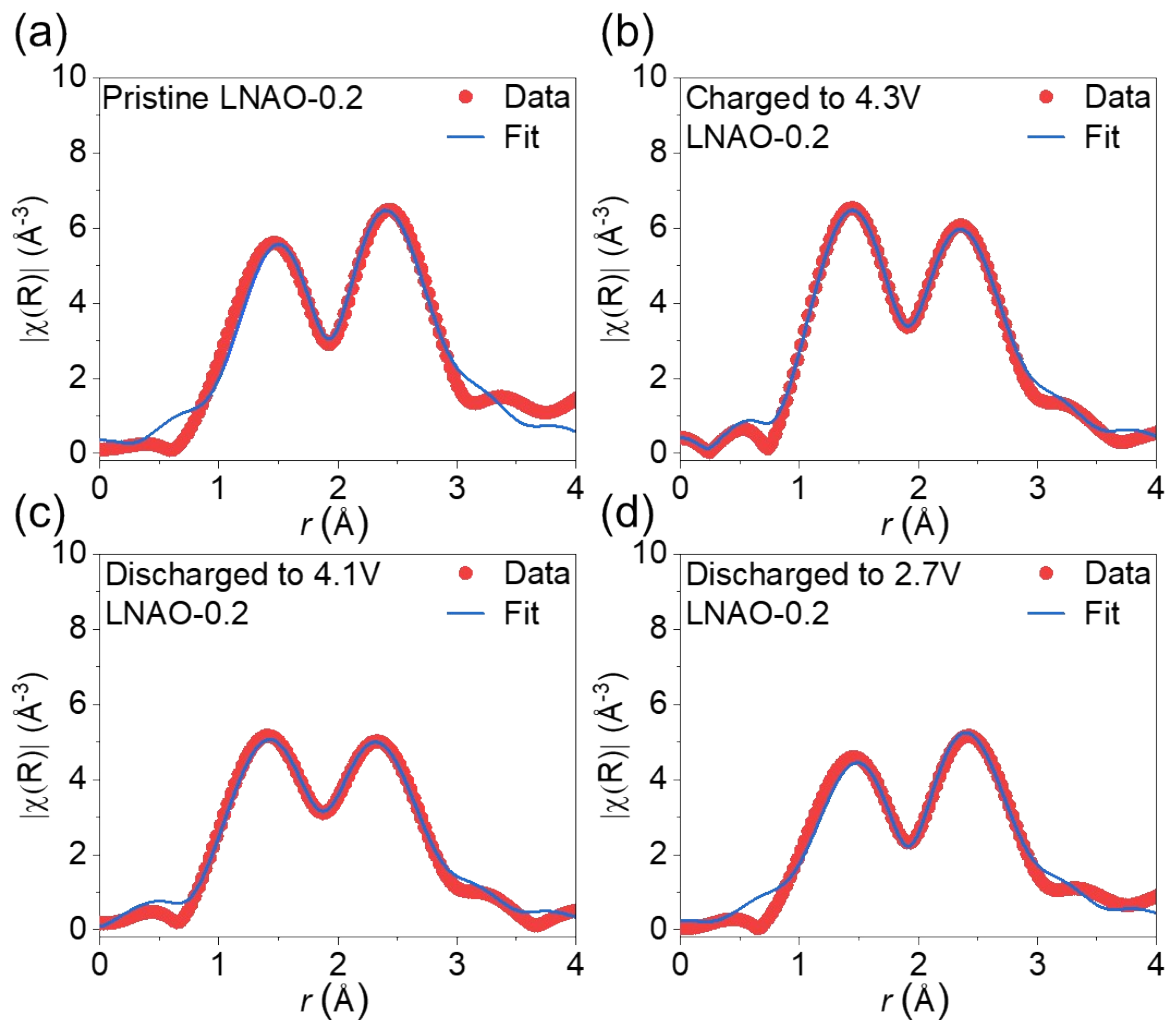 (a)
Pristine LNAO-0.2
Data
Fit
10
8
6
4
2
0
|χ(R)| (Å⁻³)
0 1 2 3 4
r (Å)
(b)
Charged to 4.3V
LNAO-0.2
Data
Fit
10
8
6
4
2
0
|χ(R)| (Å⁻³)
0 1 2 3 4
r (Å)
(c)
Discharged to 4.1V
LNAO-0.2
Data
Fit
10
8
6
4
2
0
|χ(R)| (Å⁻³)
0 1 2 3 4
r (Å)
(d)
Discharged to 2.7V
LNAO-0.2
Data
Fit
10
8
6
4
2
0
|χ(R)| (Å⁻³)
0 1 2 3 4
r (Å)